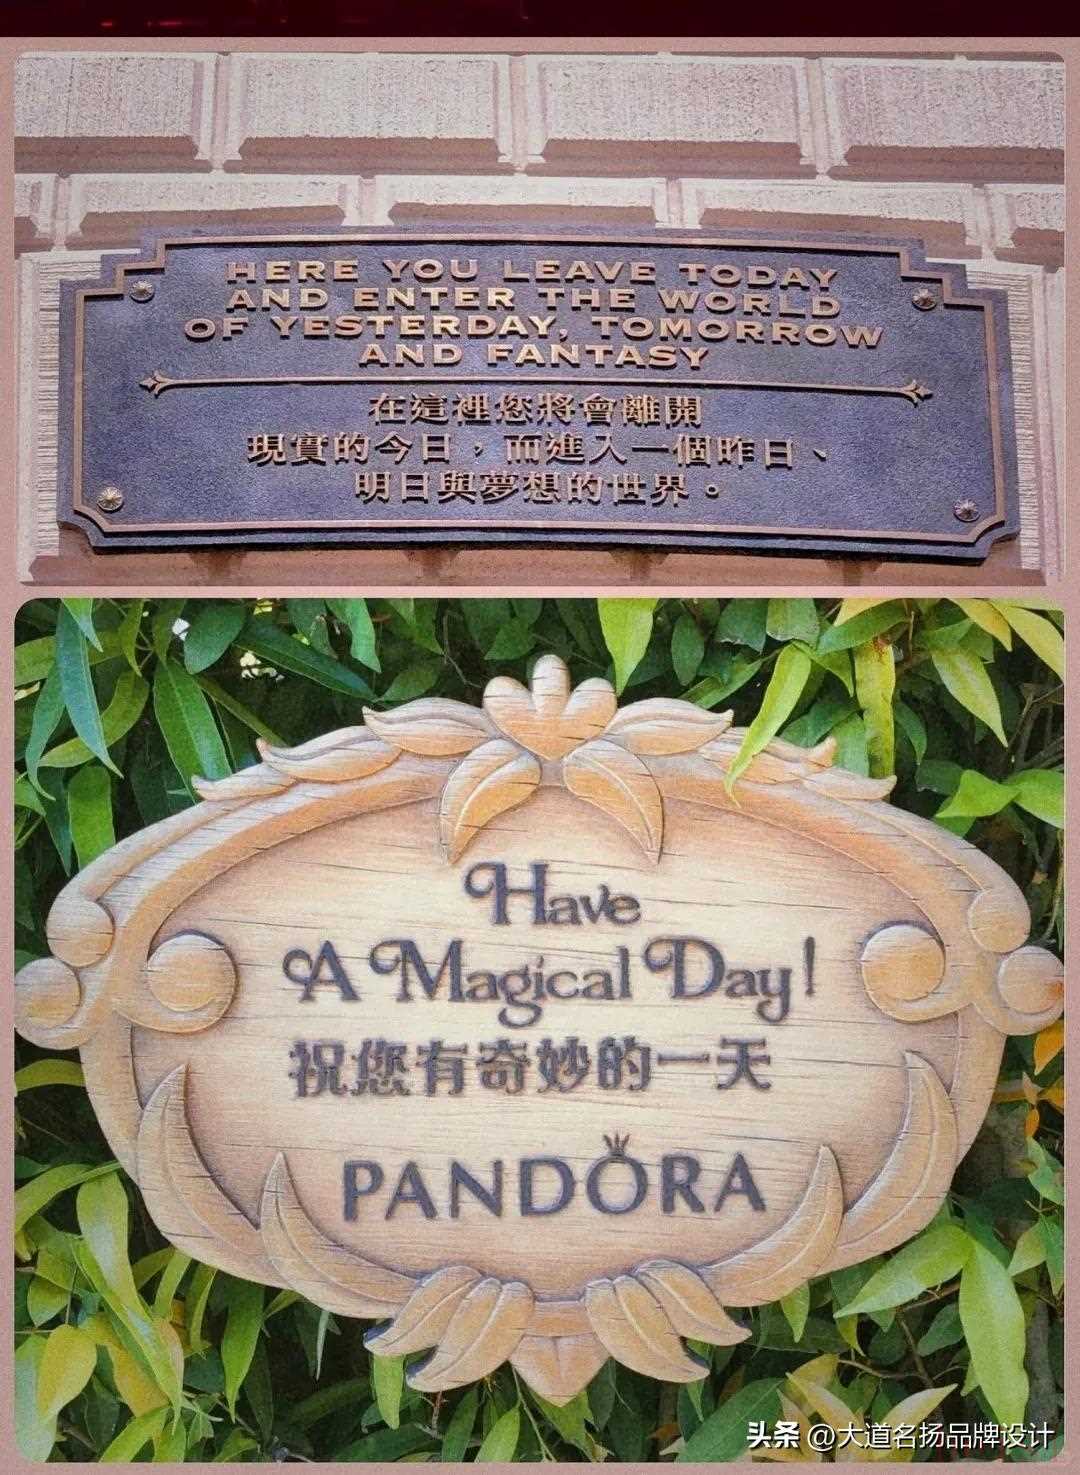 HERE YOU LEAVE TODAY
AND ENTER THE WORLD
OF YESTERDAY, TOMORROW
AND FANTASY
在這裡您將會離開
現實的今日，而進入一個昨日、
明日與夢想的世界。
Have
A Magical Day!
祝您有奇妙的一天
PANDORA
头条 @大道名扬品牌设计